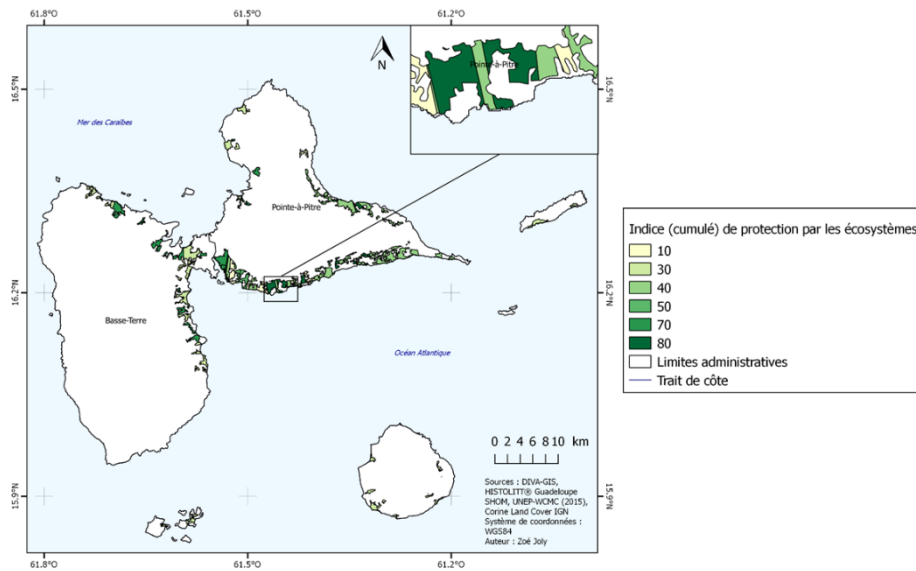 61.8°O
61.5°O
61.2°O
N
Pointe-à-Pitre
16.5°N
16.5°N
Mer des Caraïbes
Pointe-à-Pitre
16.2°N
16.2°N
Basse-Terre
Océan Atlantique
0 2 4 6 8 10 km
Sources : DIVA-GIS,
HISTOLITT® Guadeloupe
SHOM, UNEP-WCMC (2015),
Corine Land Cover IGN
Système de coordonnées :
WGS84
Auteur : Zoé Joly
15.9°N
15.9°N
61.8°O
61.5°O
61.2°O
Indice (cumulé) de protection par les écosystèmes
10
30
40
50
70
80
Limites administratives
Trait de côte